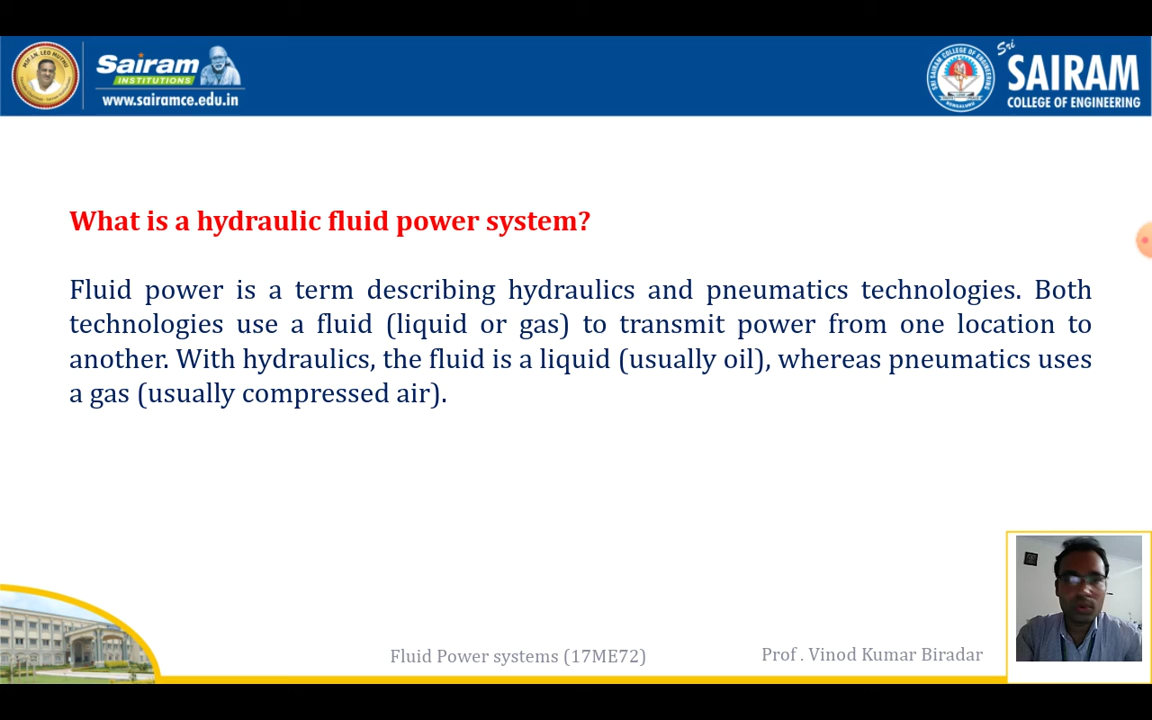 Sairam
INSTITUTIONS
www.sairamce.edu.in
Sri
SAIRAM
COLLEGE OF ENGINEERING
What is a hydraulic fluid power system?
Fluid power is a term describing hydraulics and pneumatics technologies. Both
technologies use a fluid (liquid or gas) to transmit power from one location to
another. With hydraulics, the fluid is a liquid (usually oil), whereas pneumatics uses
a gas (usually compressed air).
Fluid Power systems (17ME72)
Prof . Vinod Kumar Biradar